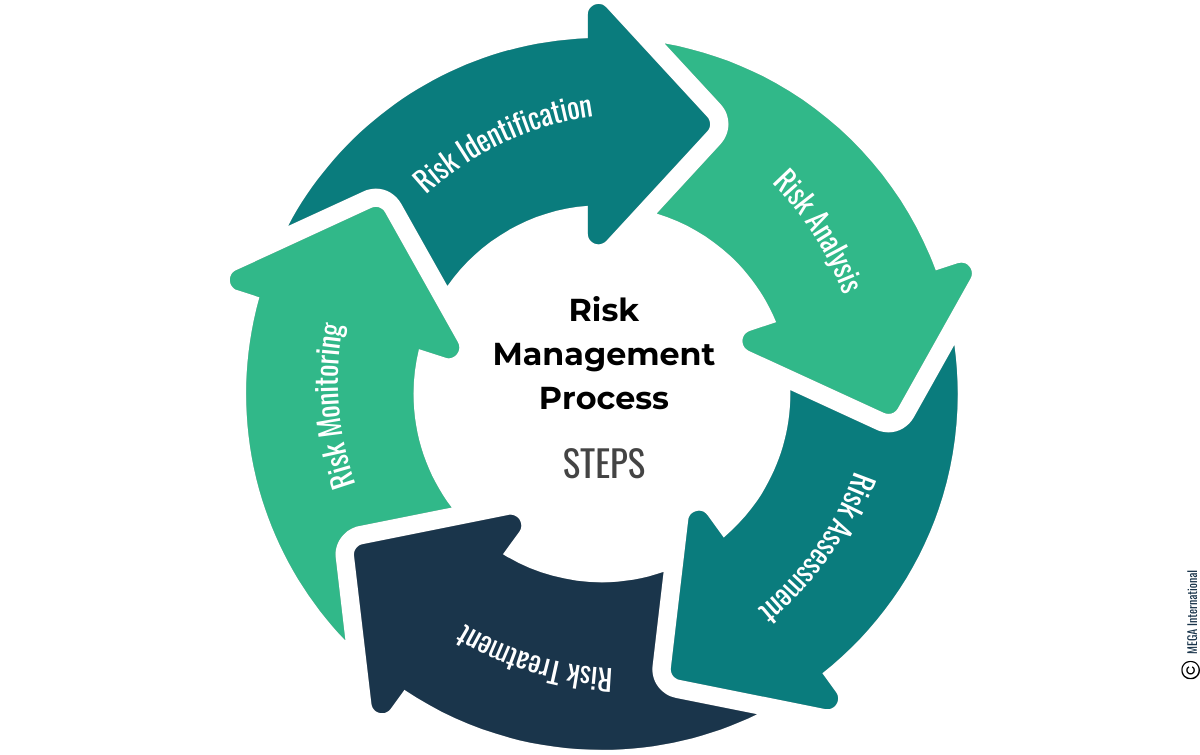 Risk Identification
Risk Analysis
Risk Assessment
Risk Treatment
Risk Monitoring
Risk
Management
Process
STEPS
© MEGA International